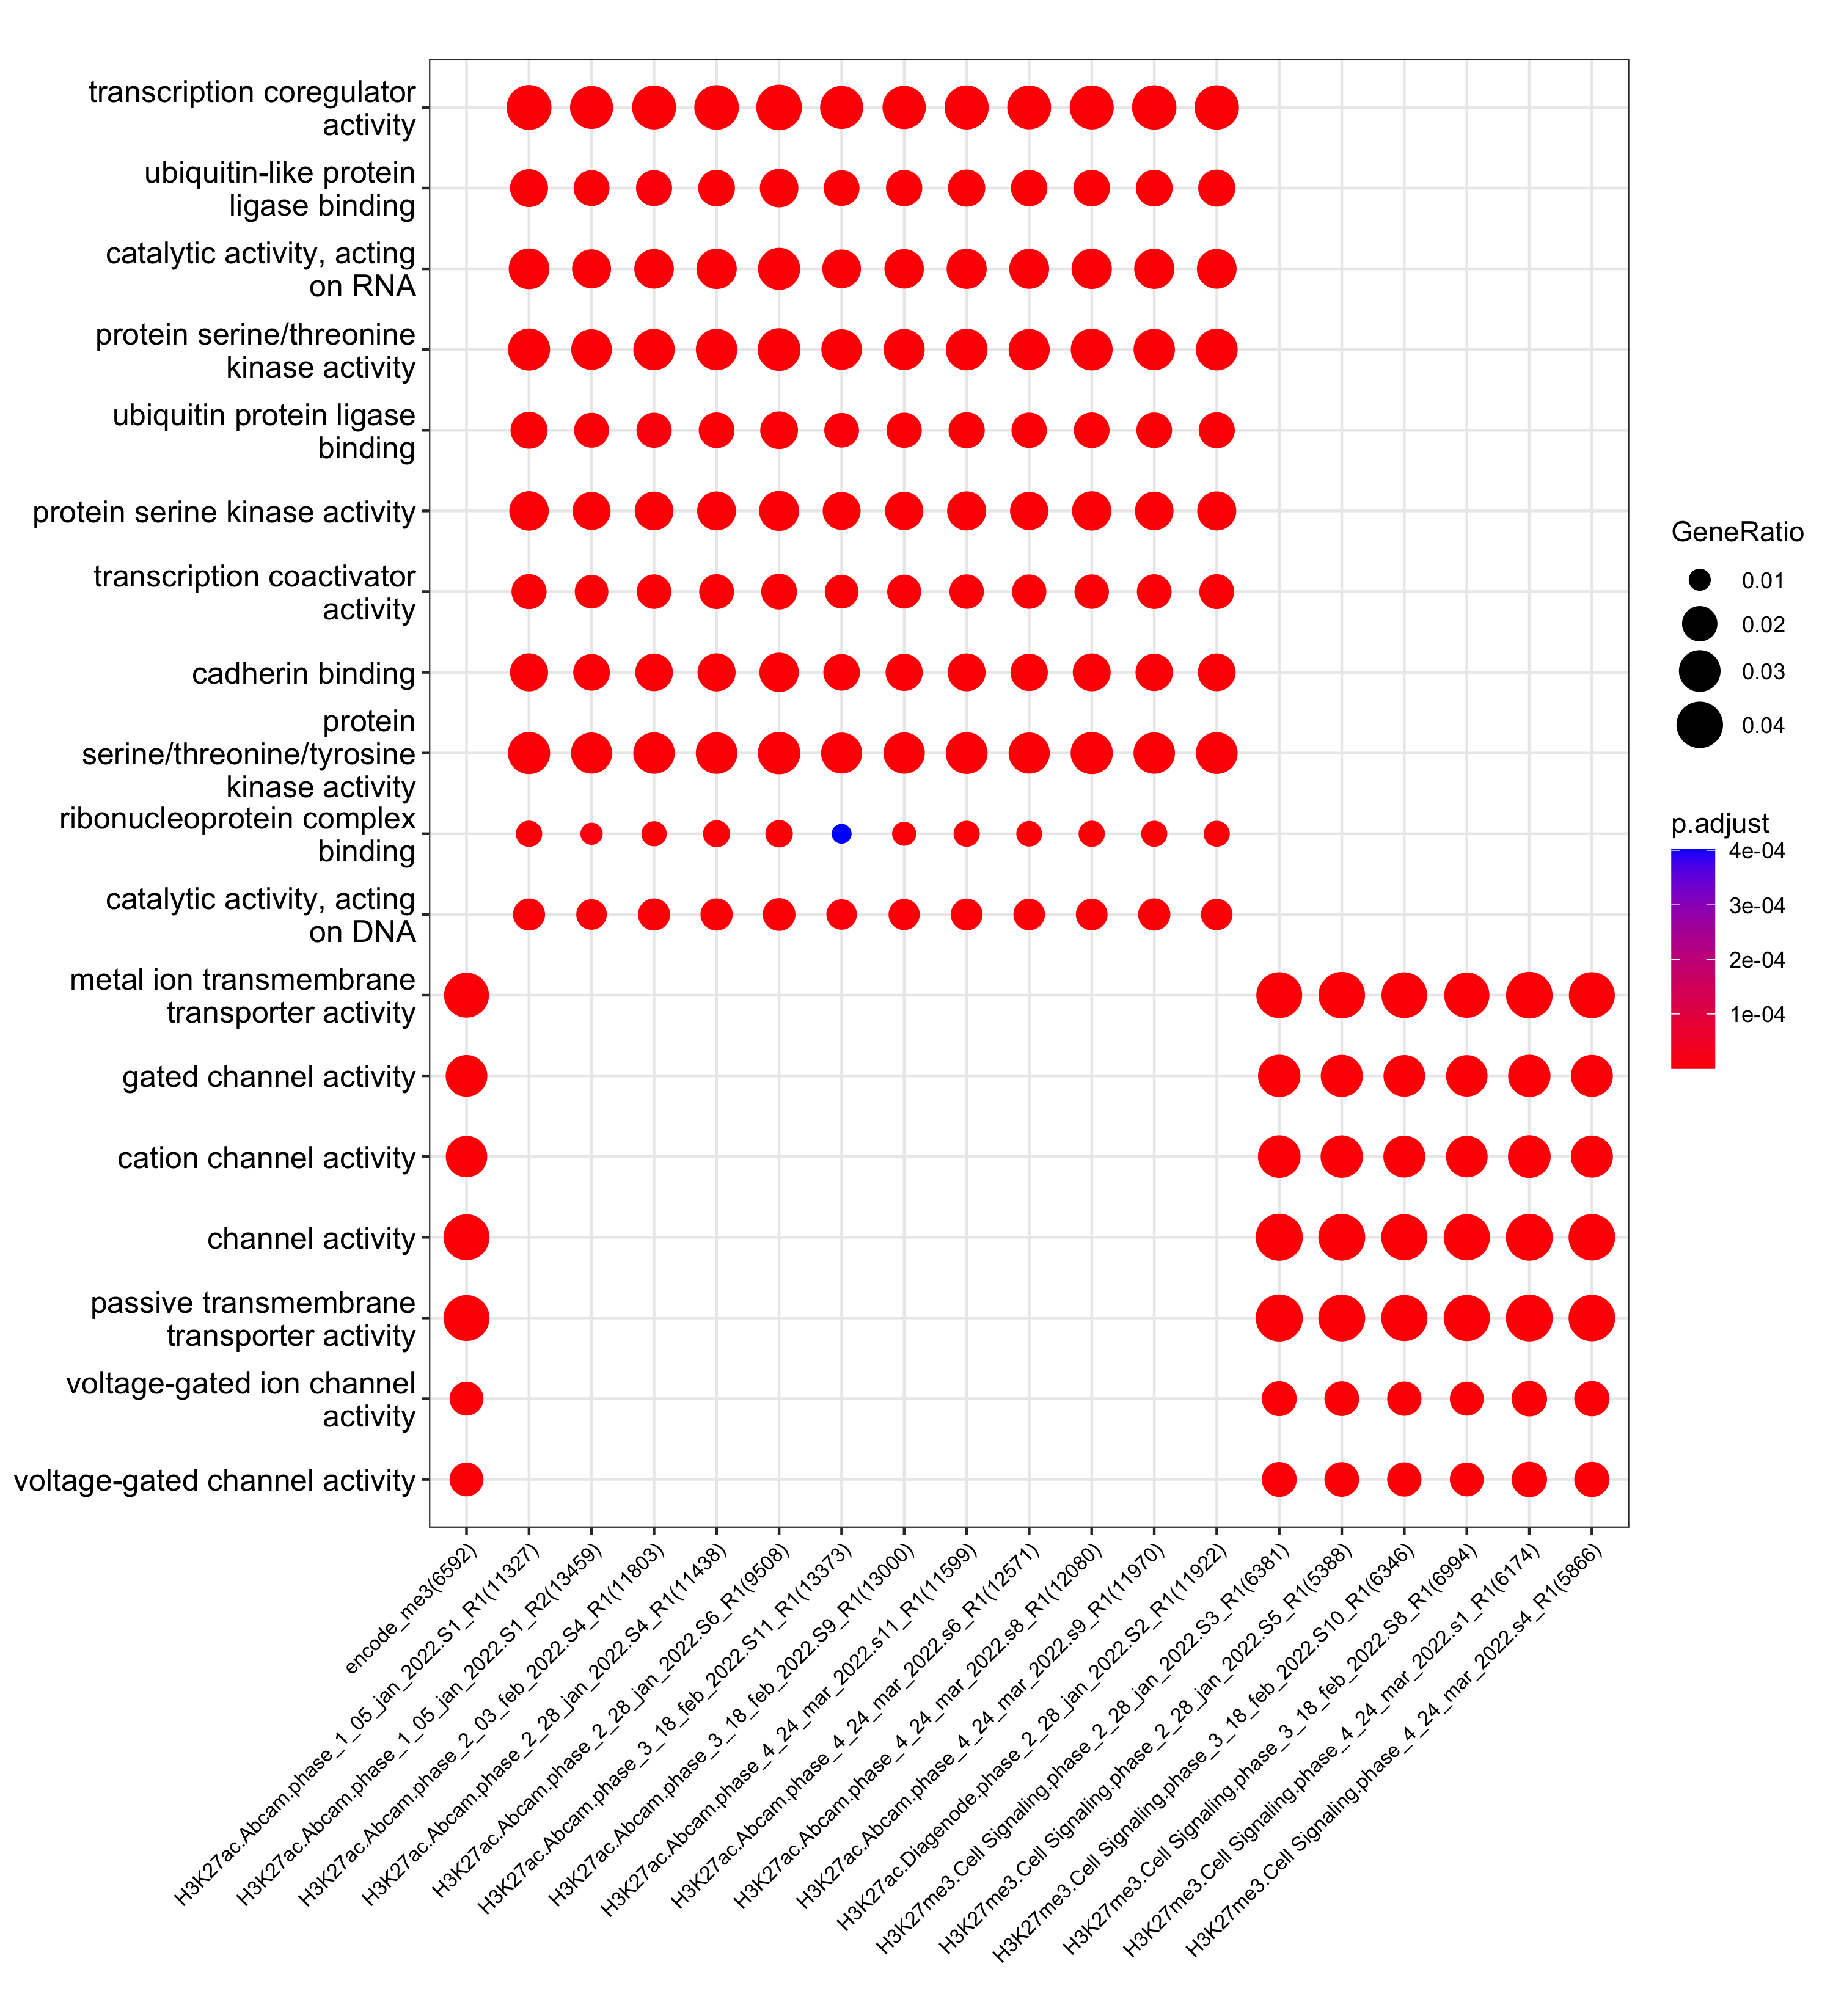 transcription coregulator
activity
ubiquitin-like protein
ligase binding
catalytic activity, acting
on RNA
protein serine/threonine
kinase activity
ubiquitin protein ligase
binding
protein serine kinase activity
transcription coactivator
activity
cadherin binding
protein
serine/threonine/tyrosine
kinase activity
ribonucleoprotein complex
binding
catalytic activity, acting
on DNA
metal ion transmembrane
transporter activity
gated channel activity
cation channel activity
channel activity
passive transmembrane
transporter activity
voltage-gated ion channel
activity
voltage-gated channel activity
encode_me3(6592)
H3K27ac.Abcam.phase_1_05_jan_2022.S1_R1(11327)
H3K27ac.Abcam.phase_1_05_jan_2022.S1_R2(13459)
H3K27ac.Abcam.phase_2_03_feb_2022.S4_R1(11803)
H3K27ac.Abcam.phase_2_28_jan_2022.S4_R1(11438)
H3K27ac.Abcam.phase_2_28_jan_2022.S6_R1(9508)
H3K27ac.Abcam.phase_3_18_feb_2022.S11_R1(13373)
H3K27ac.Abcam.phase_3_18_feb_2022.S9_R1(13000)
H3K27ac.Abcam.phase_4_24_mar_2022.s11_R1(11599)
H3K27ac.Abcam.phase_4_24_mar_2022.s6_R1(12571)
H3K27ac.Abcam.phase_4_24_mar_2022.s8_R1(12080)
H3K27ac.Abcam.phase_4_24_mar_2022.s9_R1(11970)
H3K27ac.Diagenode.phase_2_28_jan_2022.S2_R1(11922)
H3K27me3.Cell Signaling.phase_2_28_jan_2022.S3_R1(6381)
H3K27me3.Cell Signaling.phase_2_28_jan_2022.S5_R1(5388)
H3K27me3.Cell Signaling.phase_3_18_feb_2022.S10_R1(6346)
H3K27me3.Cell Signaling.phase_3_18_feb_2022.S8_R1(6994)
H3K27me3.Cell Signaling.phase_4_24_mar_2022.s1_R1(6174)
H3K27me3.Cell Signaling.phase_4_24_mar_2022.s4_R1(5866)
GeneRatio
0.01
0.02
0.03
0.04
p.adjust
4e-04
3e-04
2e-04
1e-04